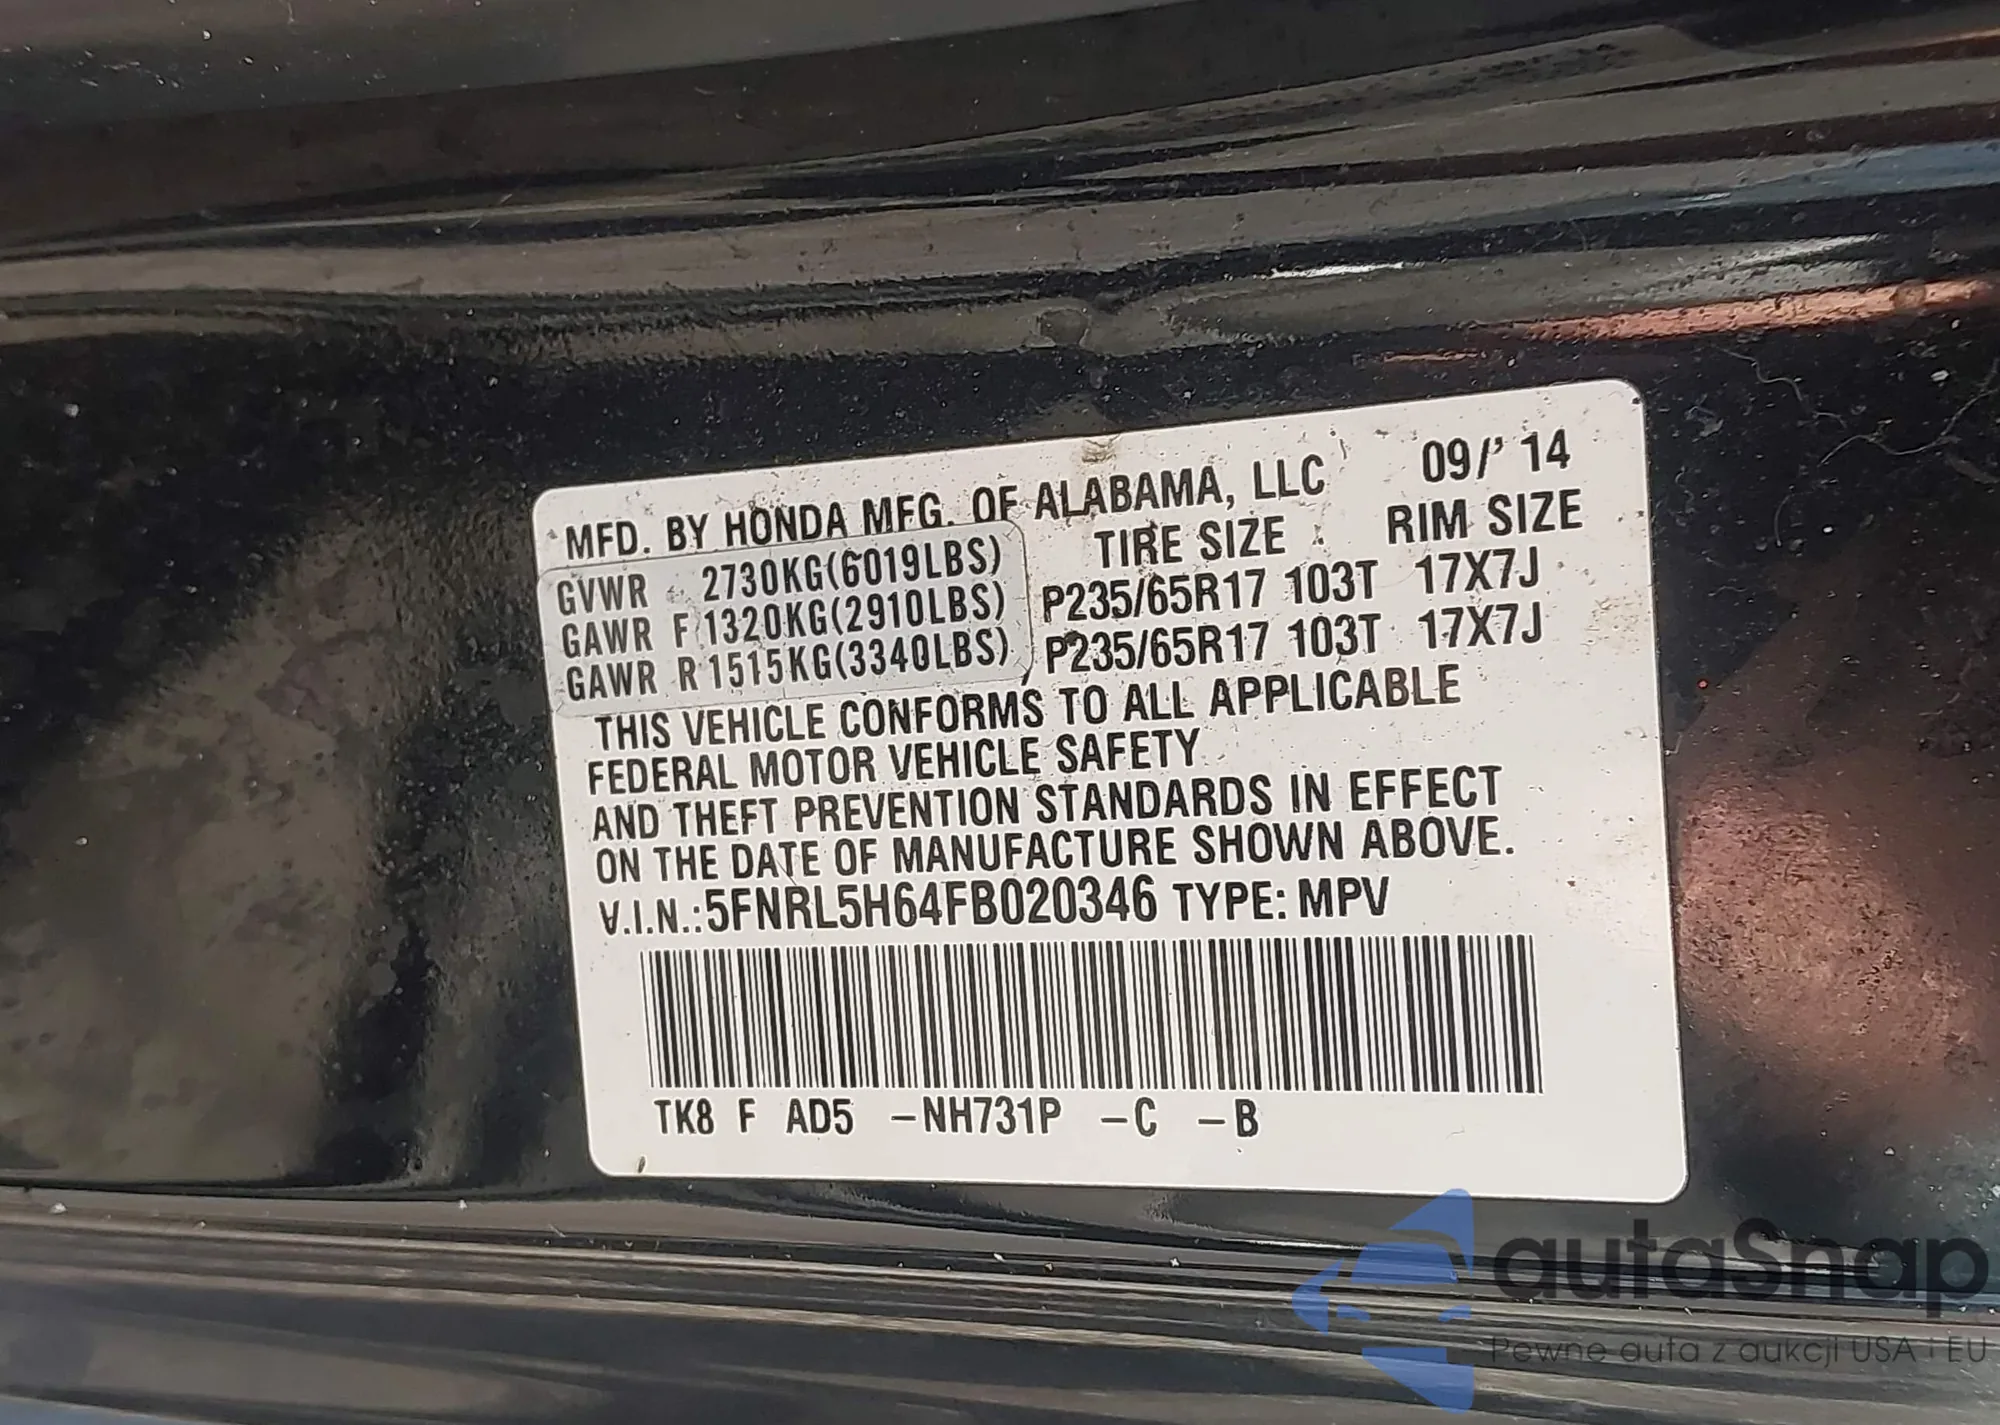 MFD. BY HONDA MFG. OF ALABAMA, LLC 09/' 14
TIRE SIZE RIM SIZE
GVWR 2730KG(6019LBS)
GAWR F 1320KG(2910LBS) P235/65R17 103T 17X7J
GAWR R 1515KG(3340LBS) P235/65R17 103T 17X7J
THIS VEHICLE CONFORMS TO ALL APPLICABLE
FEDERAL MOTOR VEHICLE SAFETY
AND THEFT PREVENTION STANDARDS IN EFFECT
ON THE DATE OF MANUFACTURE SHOWN ABOVE.
V.I.N.:5FNRL5H64FB020346 TYPE: MPV
TK8 F AD5 -NH731P -C -B
autaSnap
Pewne auta z aukcji USA i EU